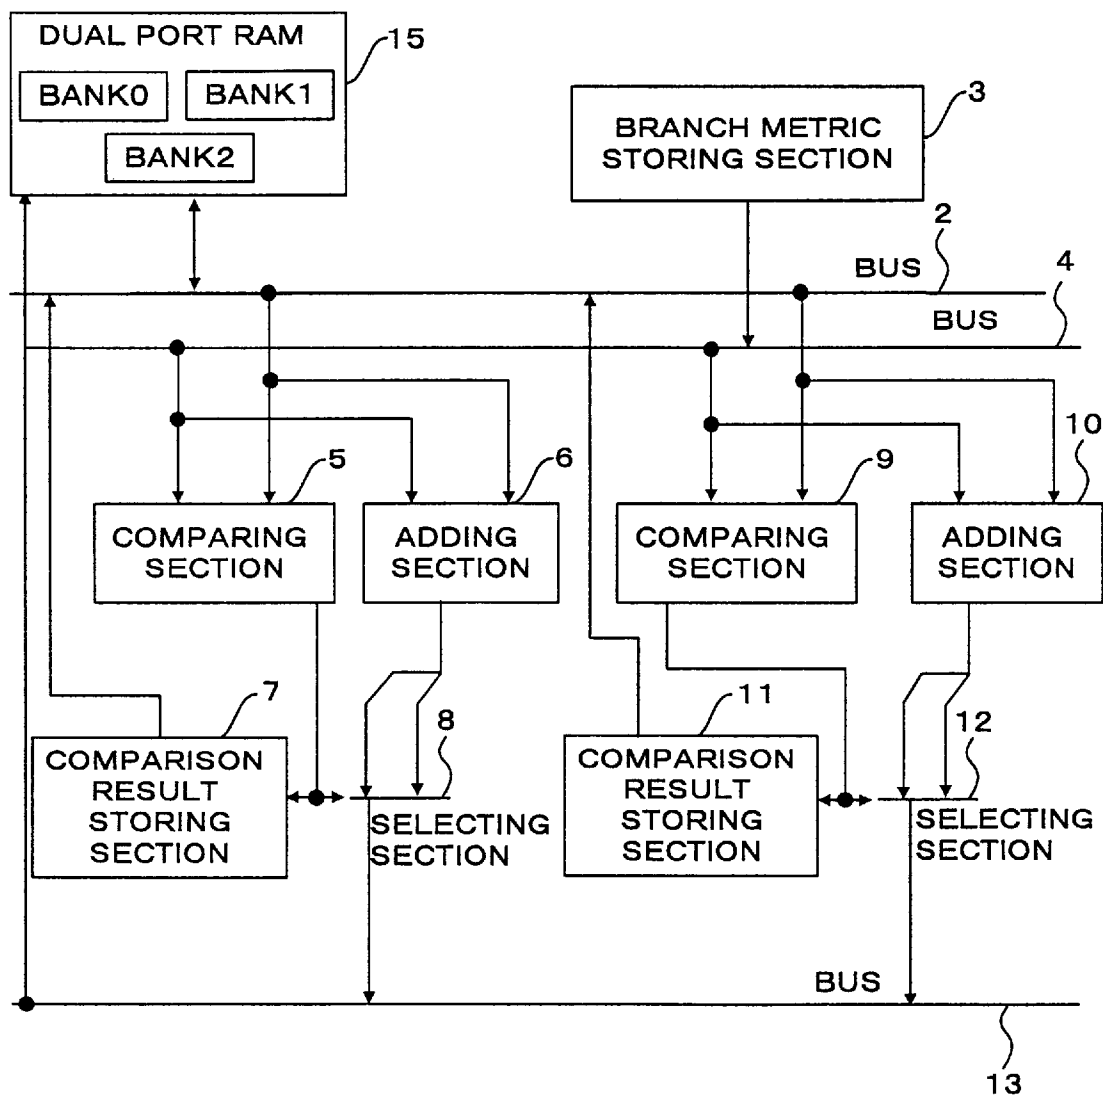 DUAL PORT RAM
15
BANK0
BANK1
BANK2
BRANCH METRIC
STORING SECTION
3
2
BUS
4
BUS
5
COMPARING
SECTION
6
ADDING
SECTION
9
COMPARING
SECTION
10
ADDING
SECTION
7
COMPARISON
RESULT
STORING
SECTION
8
SELECTING
SECTION
11
COMPARISON
RESULT
STORING
SECTION
12
SELECTING
SECTION
BUS
13